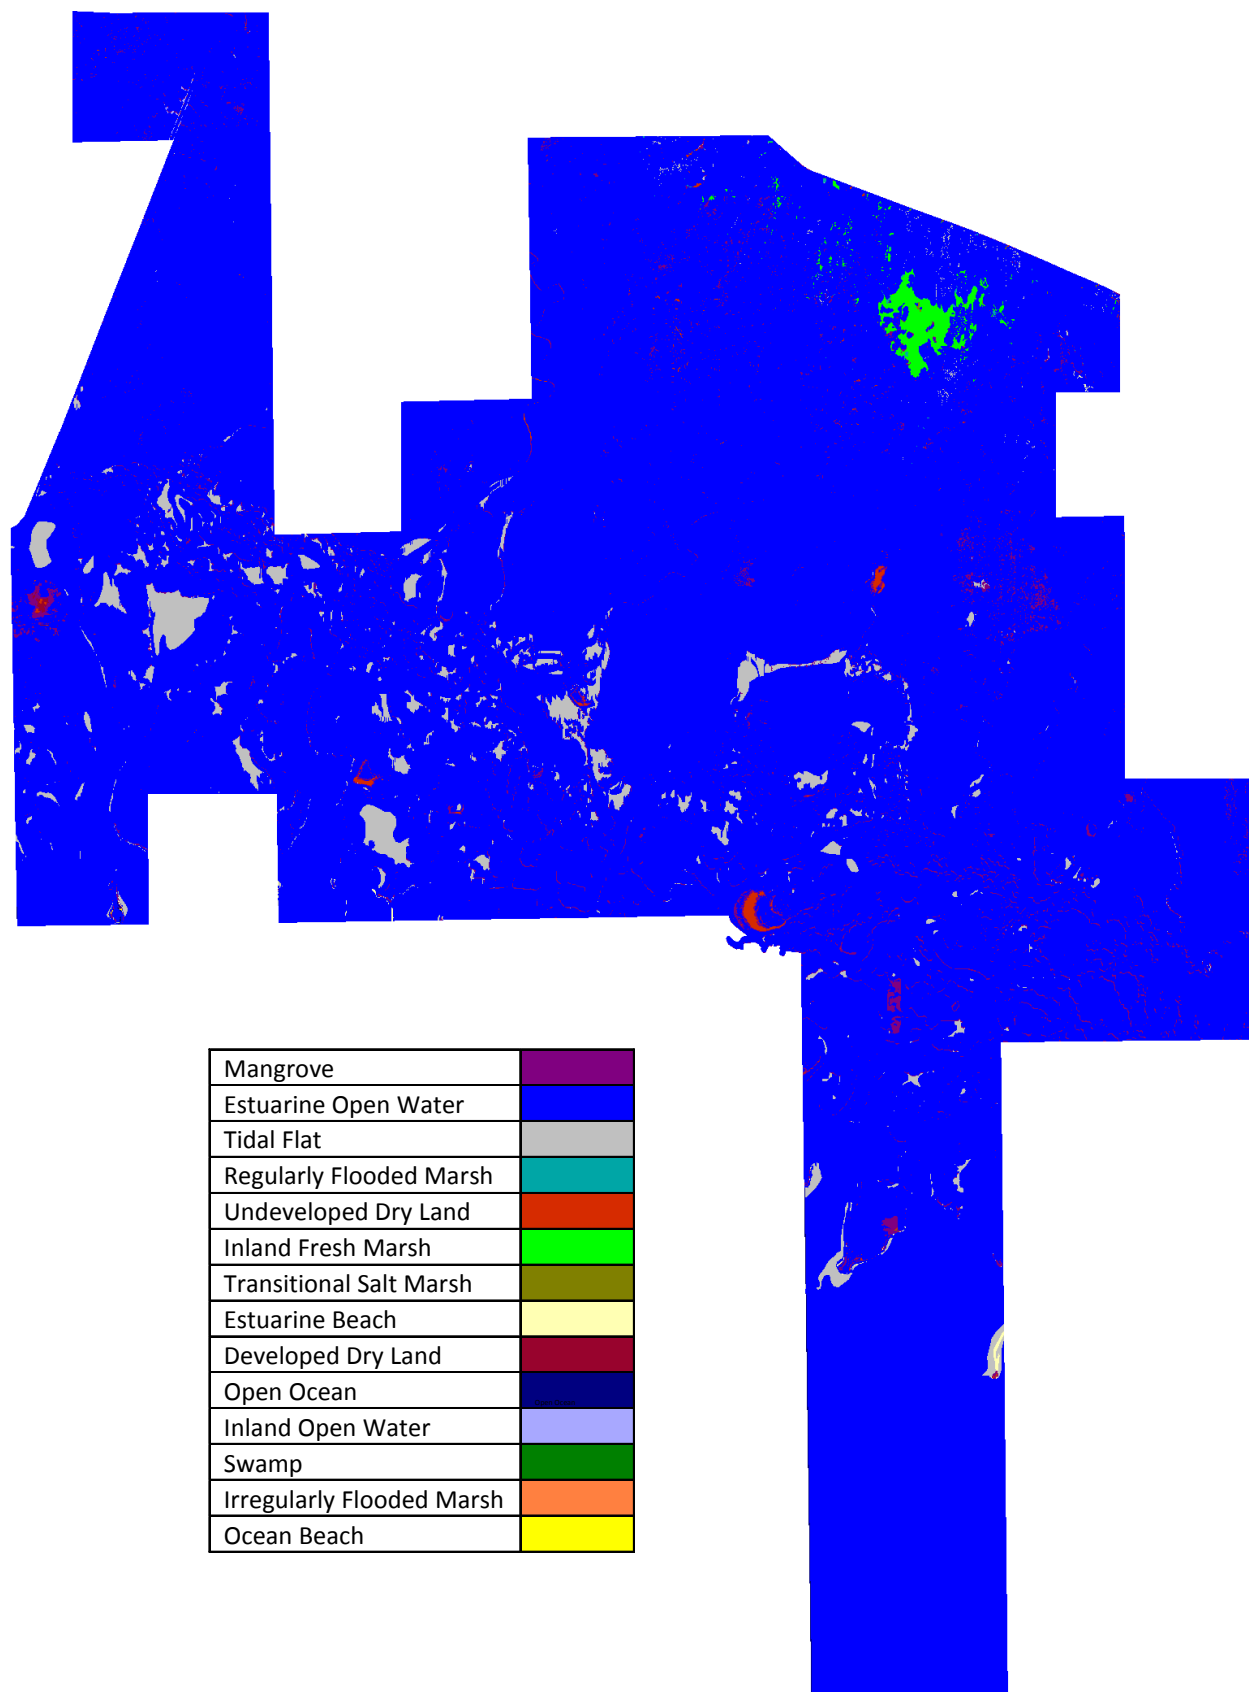 Mangrove
Estuarine Open Water
Tidal Flat
Regularly Flooded Marsh
Undeveloped Dry Land
Inland Fresh Marsh
Transitional Salt Marsh
Estuarine Beach
Developed Dry Land
Open Ocean
Inland Open Water
Swamp
Irregularly Flooded Marsh
Ocean Beach